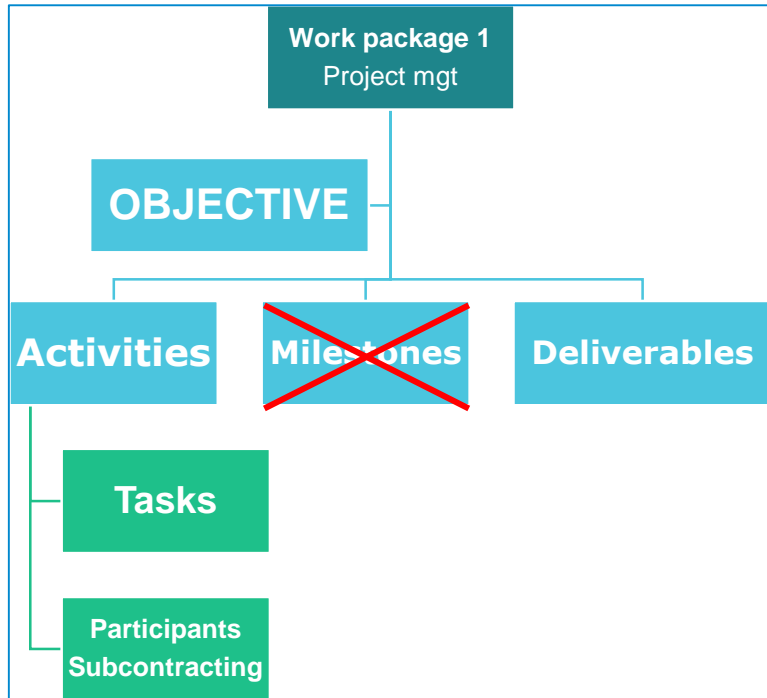 Work package 1
Project mgt
OBJECTIVE
Activities
Milestones
Deliverables
Tasks
Participants
Subcontracting